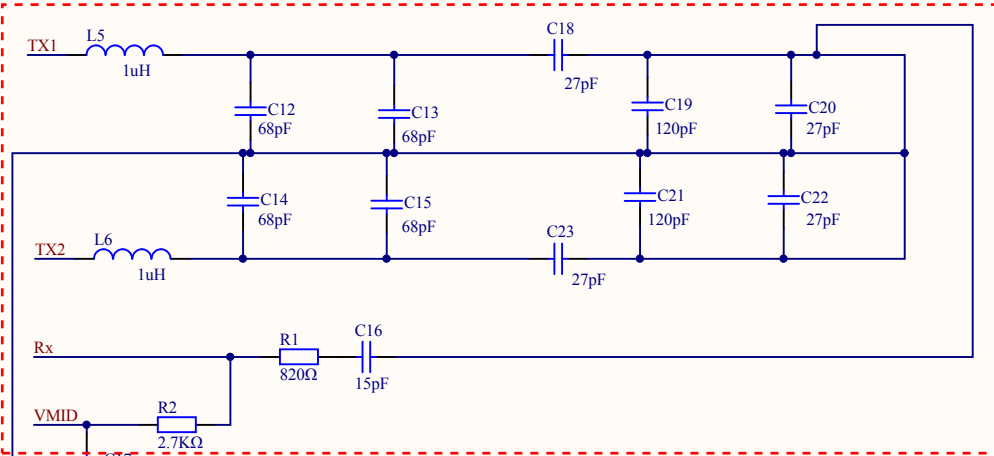 C18
L5
TX1
1uH
27pF
C12
68pF
C13
68pF
C19
120pF
C20
27pF
C14
68pF
C15
68pF
C21
120pF
C22
27pF
L6
TX2
1uH
C23
27pF
Rx
R1
820Ω
C16
15pF
VMID
R2
2.7KΩ